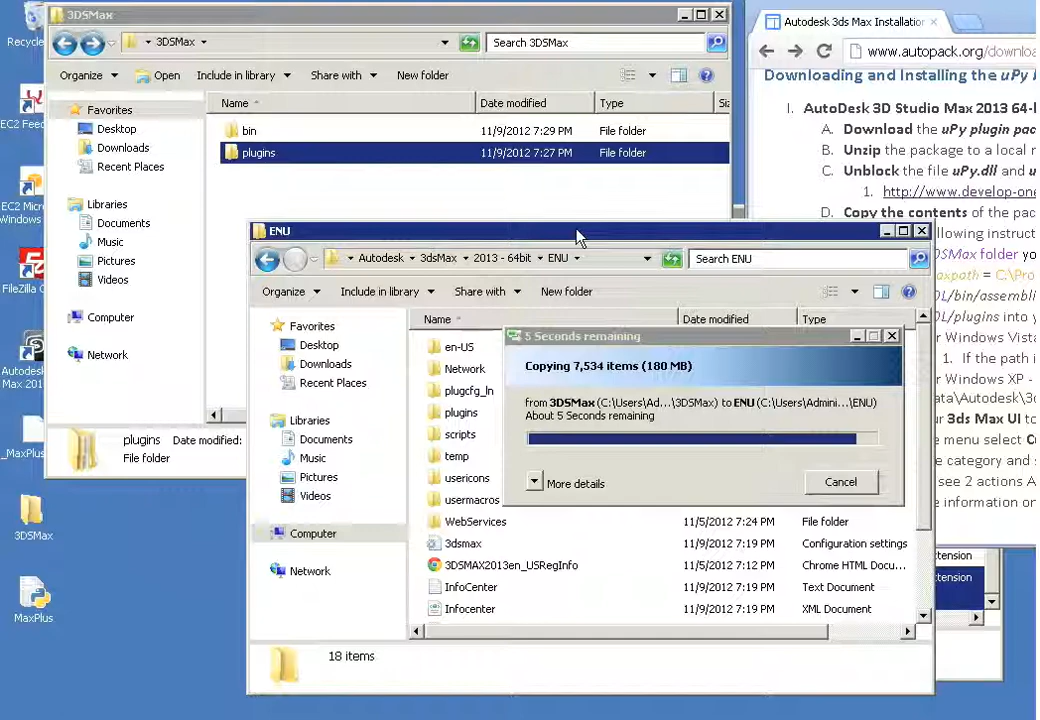 Recycle
EC2 Feed
EC2 Micr
Windows
FileZilla C
Autodesk
Max 201
_MaxPlus
3DSMax
MaxPlus
3DSMax
3DSMax
Search 3DSMax
Organize
Open
Include in library
Share with
New folder
Favorites
Desktop
Downloads
Recent Places
Libraries
Documents
Music
Pictures
Videos
Computer
Network
Name
Date modified
Type
Siz
bin 11/9/2012 7:29 PM File folder
plugins 11/9/2012 7:27 PM File folder
plugins Date modified:
File folder
Autodesk 3ds Max Installation
www.autopack.org/downloa
Downloading and Installing the uPy
I. AutoDesk 3D Studio Max 2013 64-
A. Download the uPy plugin pac
B. Unzip the package to a local
C. Unblock the file uPy.dll and
1. http://www.develop-one
D. Copy the contents of the pac
llowing instruct
DSMax folder yo
axpath = C:\Pro
DL/bin/assembli
DL/plugins into y
r Windows Vista
1. If the path i
r Windows XP -
ata\Autodesk\3d
ur 3ds Max UI to
e menu select C
e category and s
see 2 actions A
e information on
tension
tension
ENU
Autodesk 3dsMax 2013 - 64bit ENU
Search ENU
Organize
Include in library
Share with
New folder
Favorites
Desktop
Downloads
Recent Places
Libraries
Documents
Music
Pictures
Videos
Computer
Network
Name
Date modified
Type
en-US
Network
plugcfg_ln
plugins
scripts
temp
usericons
usermacros
WebServices 11/5/2012 7:24 PM File folder
3dsmax 11/9/2012 7:19 PM Configuration settings
3DSMAX2013en_USRegInfo 11/5/2012 7:12 PM Chrome HTML Docu...
InfoCenter 11/9/2012 7:19 PM Text Document
Infocenter 11/9/2012 7:19 PM XML Document
18 items
5 Seconds remaining
Copying 7,534 items (180 MB)
from 3DSMax (C:\Users\Ad...\3DSMax) to ENU (C:\Users\Admini...\ENU)
About 5 Seconds remaining
More details
Cancel